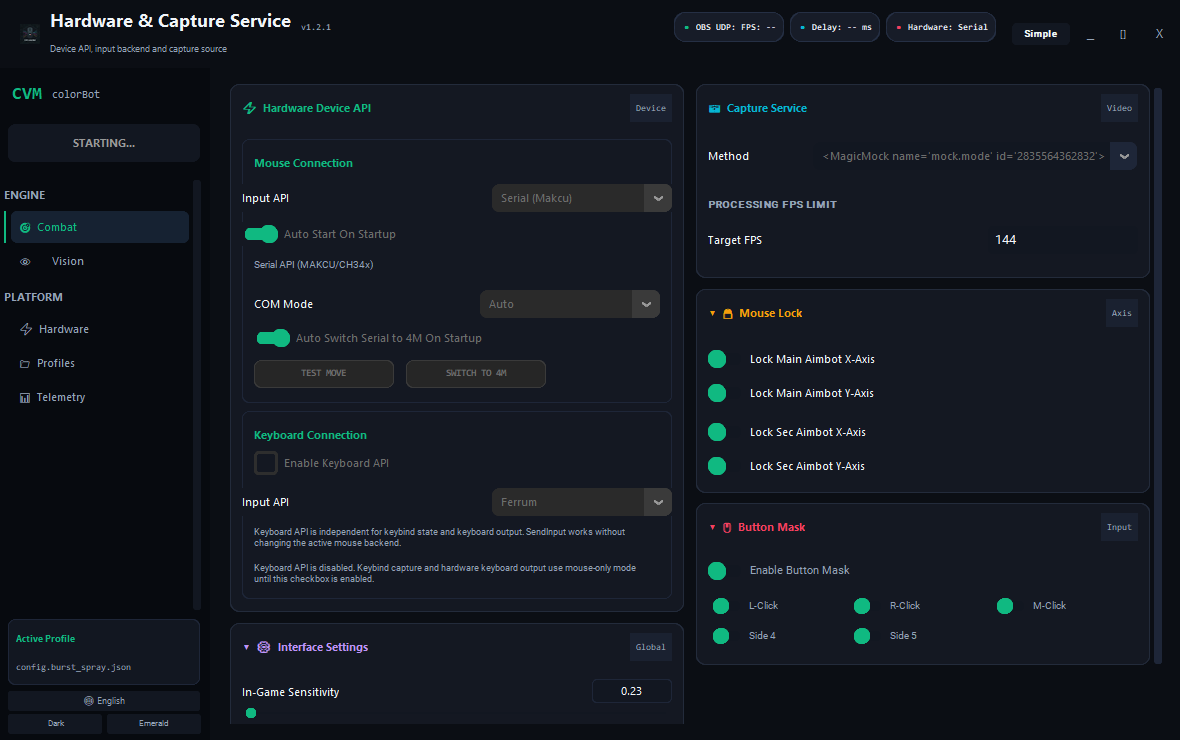 Hardware & Capture Service v1.2.1
Device API, input backend and capture source
OBS UDP: FPS: --
Delay: -- ms
Hardware: Serial
Simple
_
[]
X
CVM colorBot
STARTING...
ENGINE
Combat
Vision
PLATFORM
Hardware
Profiles
Telemetry
Active Profile
config.burst_spray.json
English
Dark
Emerald
Hardware Device API
Device
Mouse Connection
Input API
Serial (Makcu)
Auto Start On Startup
Serial API (MAKCU/CH34x)
COM Mode
Auto
Auto Switch Serial to 4M On Startup
TEST MOVE
SWITCH TO 4M
Keyboard Connection
Enable Keyboard API
Input API
Ferrum
Keyboard API is independent for keybind state and keyboard output. SendInput works without
changing the active mouse backend.
Keyboard API is disabled. Keybind capture and hardware keyboard output use mouse-only mode
until this checkbox is enabled.
Interface Settings
Global
In-Game Sensitivity
0.23
Capture Service
Video
Method
<MagicMock name='mock.mode' id='2835564362832'>
PROCESSING FPS LIMIT
Target FPS
144
Mouse Lock
Axis
Lock Main Aimbot X-Axis
Lock Main Aimbot Y-Axis
Lock Sec Aimbot X-Axis
Lock Sec Aimbot Y-Axis
Button Mask
Input
Enable Button Mask
L-Click
R-Click
M-Click
Side 4
Side 5